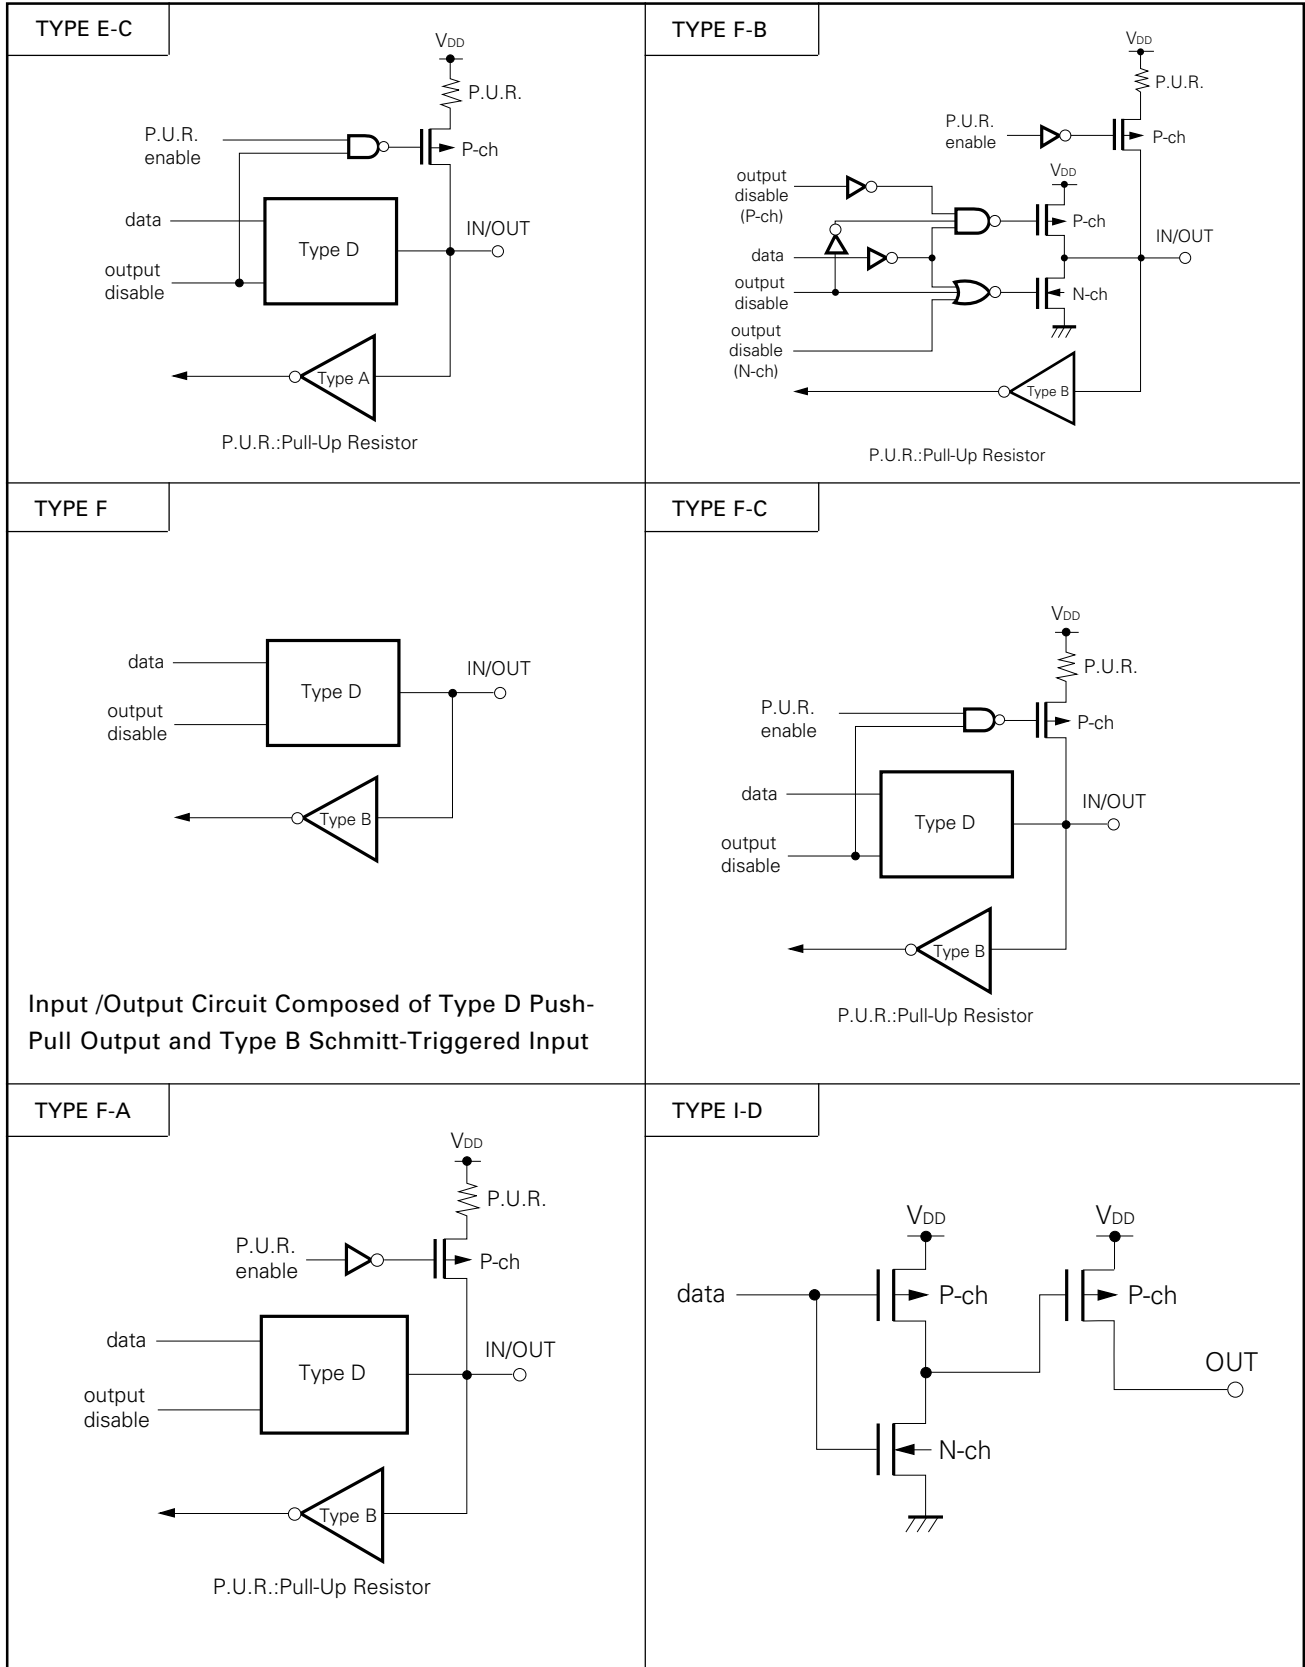 TYPE E-C
VDD
P.U.R.
P.U.R.
enable
P-ch
data
Type D
IN/OUT
output
disable
Type A
P.U.R.:Pull-Up Resistor
TYPE F-B
VDD
P.U.R.
P.U.R.
enable
P-ch
output
disable
(P-ch)
VDD
P-ch
IN/OUT
data
output
disable
N-ch
output
disable
(N-ch)
Type B
P.U.R.:Pull-Up Resistor
TYPE F
data
Type D
IN/OUT
output
disable
Type B
Input /Output Circuit Composed of Type D Push-
Pull Output and Type B Schmitt-Triggered Input
TYPE F-C
VDD
P.U.R.
P.U.R.
enable
P-ch
data
Type D
IN/OUT
output
disable
Type B
P.U.R.:Pull-Up Resistor
TYPE F-A
VDD
P.U.R.
P.U.R.
enable
P-ch
data
Type D
IN/OUT
output
disable
Type B
P.U.R.:Pull-Up Resistor
TYPE I-D
VDD
VDD
data
P-ch
P-ch
OUT
N-ch